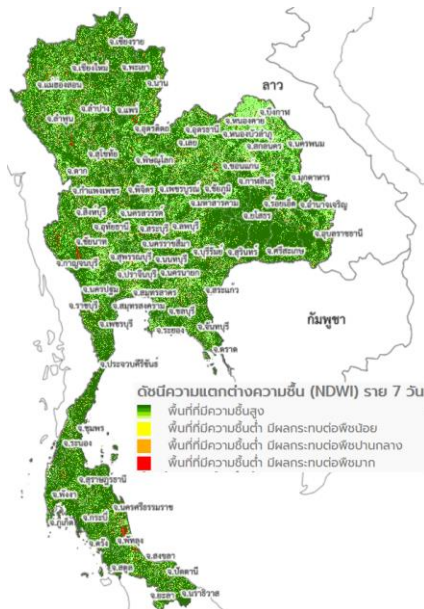 จ.เชียงราย
จ.เชียงใหม่
จ.พะเยา
จ.แม่ฮ่องสอน
จ.น่าน
ลาว
จ.ลำปาง
จ.แพร่
จ.บึงกาฬ
จ.ลำพูน
จ.หนองคาย
จ.อุตรดิตถ์
จ.อุดรธานี
จ.หนองบัวลำภู
จ.เลย
จ.สกลนคร
จ.นครพนม
จ.สุโขทัย
จ.พิษณุโลก
จ.ขอนแก่น
จ.ตาก
จ.กาฬสินธุ์
จ.มุกดาหาร
จ.กำแพงเพชร
จ.พิจิตร
จ.เพชรบูรณ์
จ.ชัยภูมิ
จ.มหาสารคาม
จ.ร้อยเอ็ด
จ.อำนาจเจริญ
จ.สิงหบุรี
จ.นครสวรรค์
จ.ยโสธร
จ.อุทัยธานี
จ.สระบุรี
จ.ลพบุรี
จ.อุบลราชธานี
จ.ชัยนาท
จ.นครราชสีมา
จ.บุรีรัมย์
จ.สุรินทร์
จ.ศรีสะเกษ
จ.กาญจนบุรี
จ.สุพรรณบุรี
จ.นนทบุรี
จ.ปราจีนบุรี
จ.นครนายก
จ.นครปฐม
จ.สมุทรสาคร
จ.สระแก้ว
จ.ราชบุรี
จ.สมุทรสงคราม
จ.ชลบุรี
กัมพูชา
จ.เพชรบุรี
จ.ระยอง
จ.จันทบุรี
จ.ตราด
จ.ประจวบคีรีขันธ์
ดัชนีความแตกต่างความชื้น (NDWI) ราย 7 วัน
พื้นที่ที่มีความชื้นสูง
พื้นที่ที่มีความชื้นต่ำ มีผลกระทบต่อพืชน้อย
พื้นที่ที่มีความชื้นต่ำ มีผลกระทบต่อพืชปานกลาง
พื้นที่ที่มีความชื้นต่ำ มีผลกระทบต่อพืชมาก
จ.ชุมพร
จ.ระนอง
จ.สุราษฎรธานี
จ.พังงา
จ.นครศรีธรรมราช
จ.ภูเก็ต
จ.กระบี่
จ.ตรัง
จ.พัทลุง
จ.สงขลา
จ.สตูล
จ.ปัตตานี
จ.ยะลา
จ.นราธิวาส